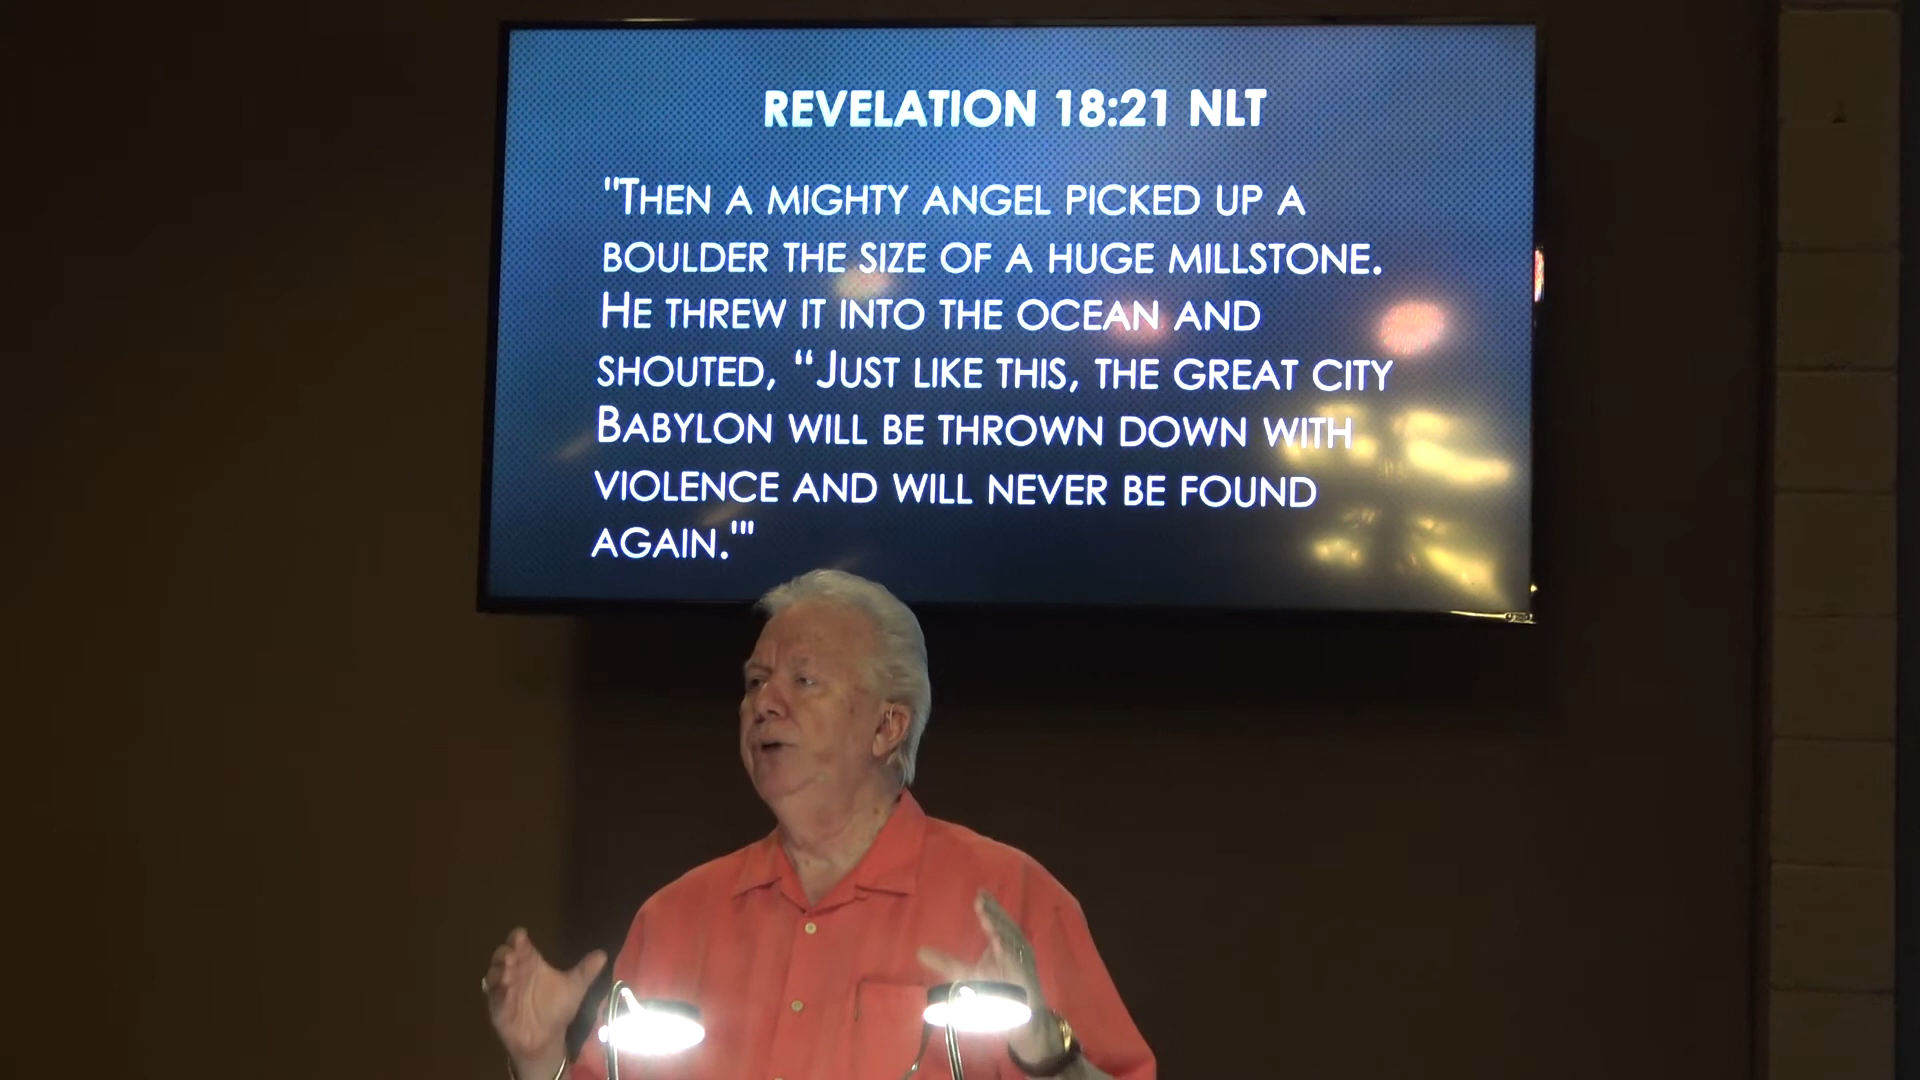 REVELATION 18:21 NLT
"THEN A MIGHTY ANGEL PICKED UP A
BOULDER THE SIZE OF A HUGE MILLSTONE.
HE THREW IT INTO THE OCEAN AND
SHOUTED, “JUST LIKE THIS, THE GREAT CITY
BABYLON WILL BE THROWN DOWN WITH
VIOLENCE AND WILL NEVER BE FOUND
AGAIN.'"